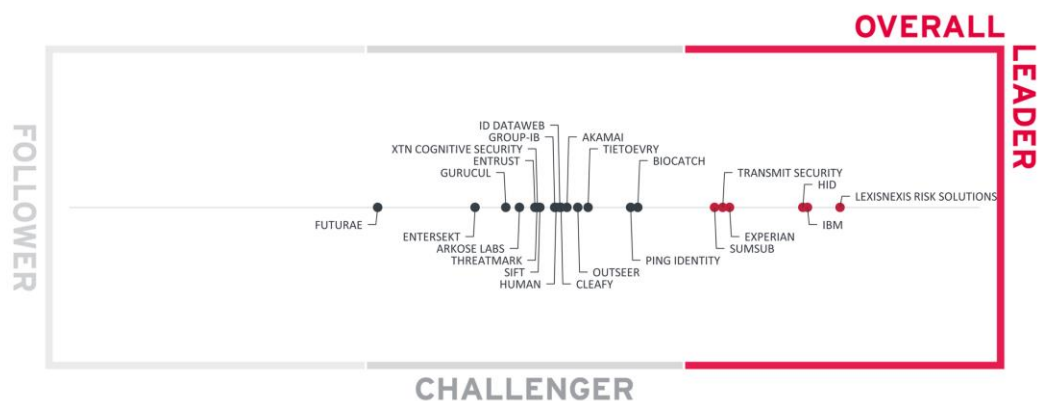 OVERALL
LEADER
FOLLOWER
CHALLENGER
ID DATAWEB
GROUP-IB
AKAMAI
XTN COGNITIVE SECURITY
TIETOEVRY
ENTRUST
BIOCATCH
GURUCUL
TRANSMIT SECURITY
HID
LEXISNEXIS RISK SOLUTIONS
FUTURAE
IBM
ENTERSEKT
EXPERIAN
ARKOSE LABS
SUMSUB
THREATMARK
PING IDENTITY
SIFT
OUTSEER
HUMAN
CLEAFY